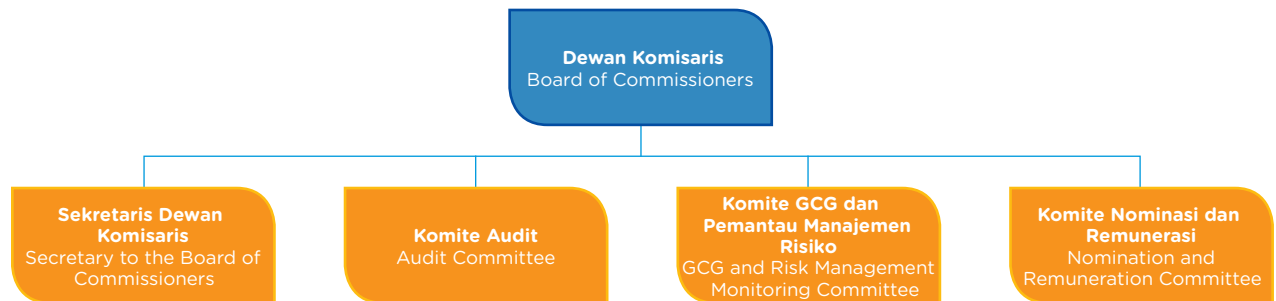 Dewan Komisaris
Board of Commissioners
Sekretaris Dewan
Komisaris
Secretary to the Board of
Commissioners
Komite Audit
Audit Committee
Komite GCG dan
Pemantau Manajemen
Risiko
GCG and Risk Management
Monitoring Committee
Komite Nominasi dan
Remunerasi
Nomination and
Remuneration Committee